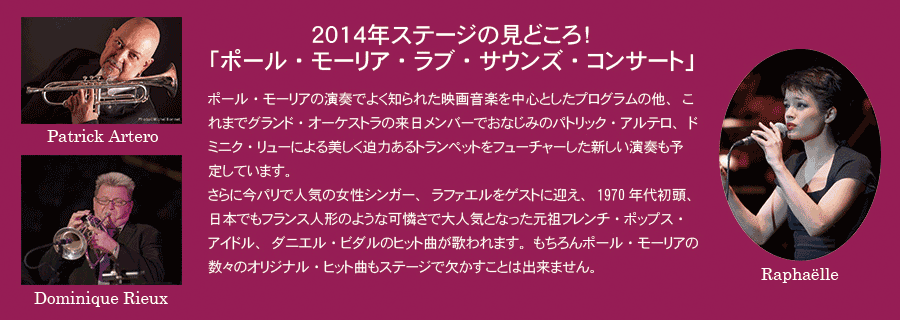 2014年ステージの見どころ!
「ポール・モーリア・ラブ・サウンズ・コンサート」
ポール・モーリアの演奏でよく知られた映画音楽を中心としたプログラムの他、こ
れまでグランド・オーケストラの来日メンバーでおなじみのパトリック・アルテロ、ド
ミニク・リューによる美しく迫力あるトランペットをフューチャーした新しい演奏も予
定しています。
さらに今パリで人気の女性シンガー、ラファエルをゲストに迎え、1970年代初頭、
日本でもフランス人形のような可憐さで大人気となった元祖フレンチ・ポップス・
アイドル、ダニエル・ビダルのヒット曲が歌われます。もちろんポール・モーリアの
数々のオリジナル・ヒット曲もステージで欠かすことは出来ません。
Patrick Artero
Dominique Rieux
Raphaëlle